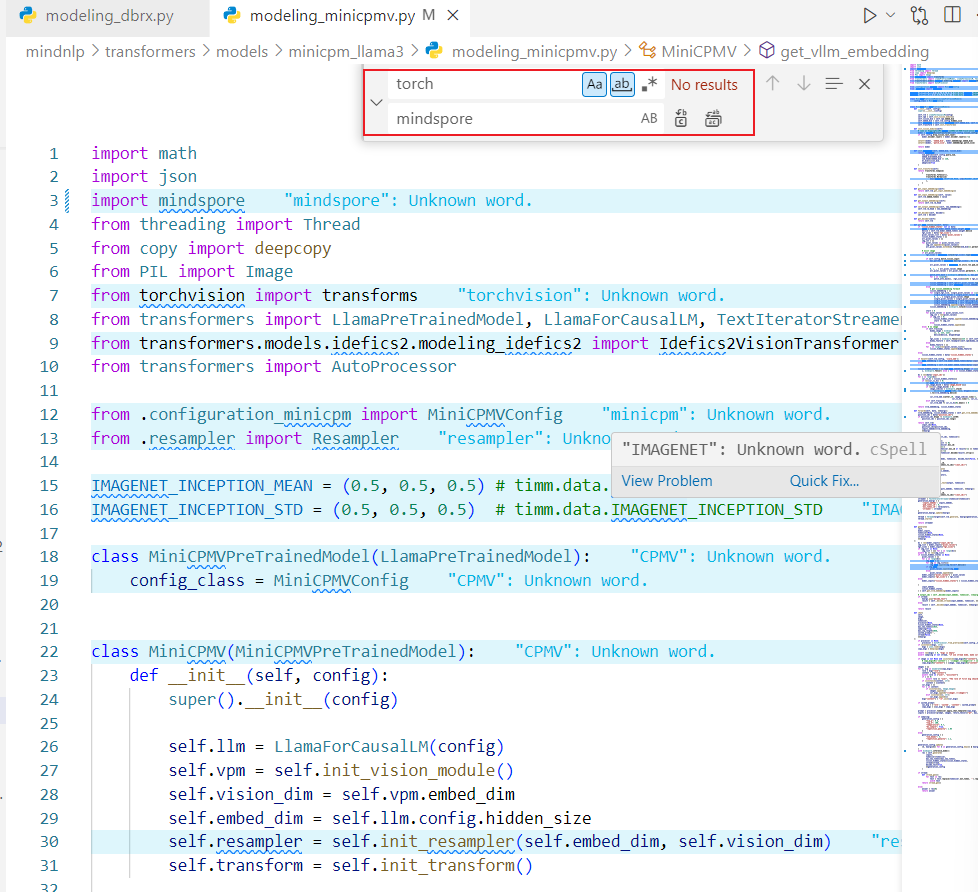 modeling_dbrx.py
modeling_minicpmv.py M
mindnlp > transformers > models > minicpm_llama3 > modeling_minicpmv.py > MiniCPMV > get_vllm_embedding
torch Aa ab .* No results
mindspore AB
1 import math
2 import json
3 import mindspore "mindspore": Unknown word.
4 from threading import Thread
5 from copy import deepcopy
6 from PIL import Image
7 from torchvision import transforms "torchvision": Unknown word.
8 from transformers import LlamaPreTrainedModel, LlamaForCausalLM, TextIteratorStreamer
9 from transformers.models.idefics2.modeling_idefics2 import Idefics2VisionTransformer
10 from transformers import AutoProcessor
11
12 from .configuration_minicpm import MiniCPMVConfig "minicpm": Unknown word.
13 from .resampler import Resampler "resampler": Unkno
"IMAGENET": Unknown word. cSpell
View Problem Quick Fix...
14
15 IMAGENET_INCEPTION_MEAN = (0.5, 0.5, 0.5) # timm.data.
16 IMAGENET_INCEPTION_STD = (0.5, 0.5, 0.5) # timm.data.IMAGENET_INCEPTION_STD "IMA
17
18 class MiniCPMVPreTrainedModel(LlamaPreTrainedModel): "CPMV": Unknown word.
19 config_class = MiniCPMVConfig "CPMV": Unknown word.
20
21
22 class MiniCPMV(MiniCPMVPreTrainedModel): "CPMV": Unknown word.
23 def __init__(self, config):
24 super().__init__(config)
25
26 self.llm = LlamaForCausalLM(config)
27 self.vpm = self.init_vision_module()
28 self.vision_dim = self.vpm.embed_dim
29 self.embed_dim = self.llm.config.hidden_size
30 self.resampler = self.init_resampler(self.embed_dim, self.vision_dim) "re
31 self.transform = self.init_transform()
32